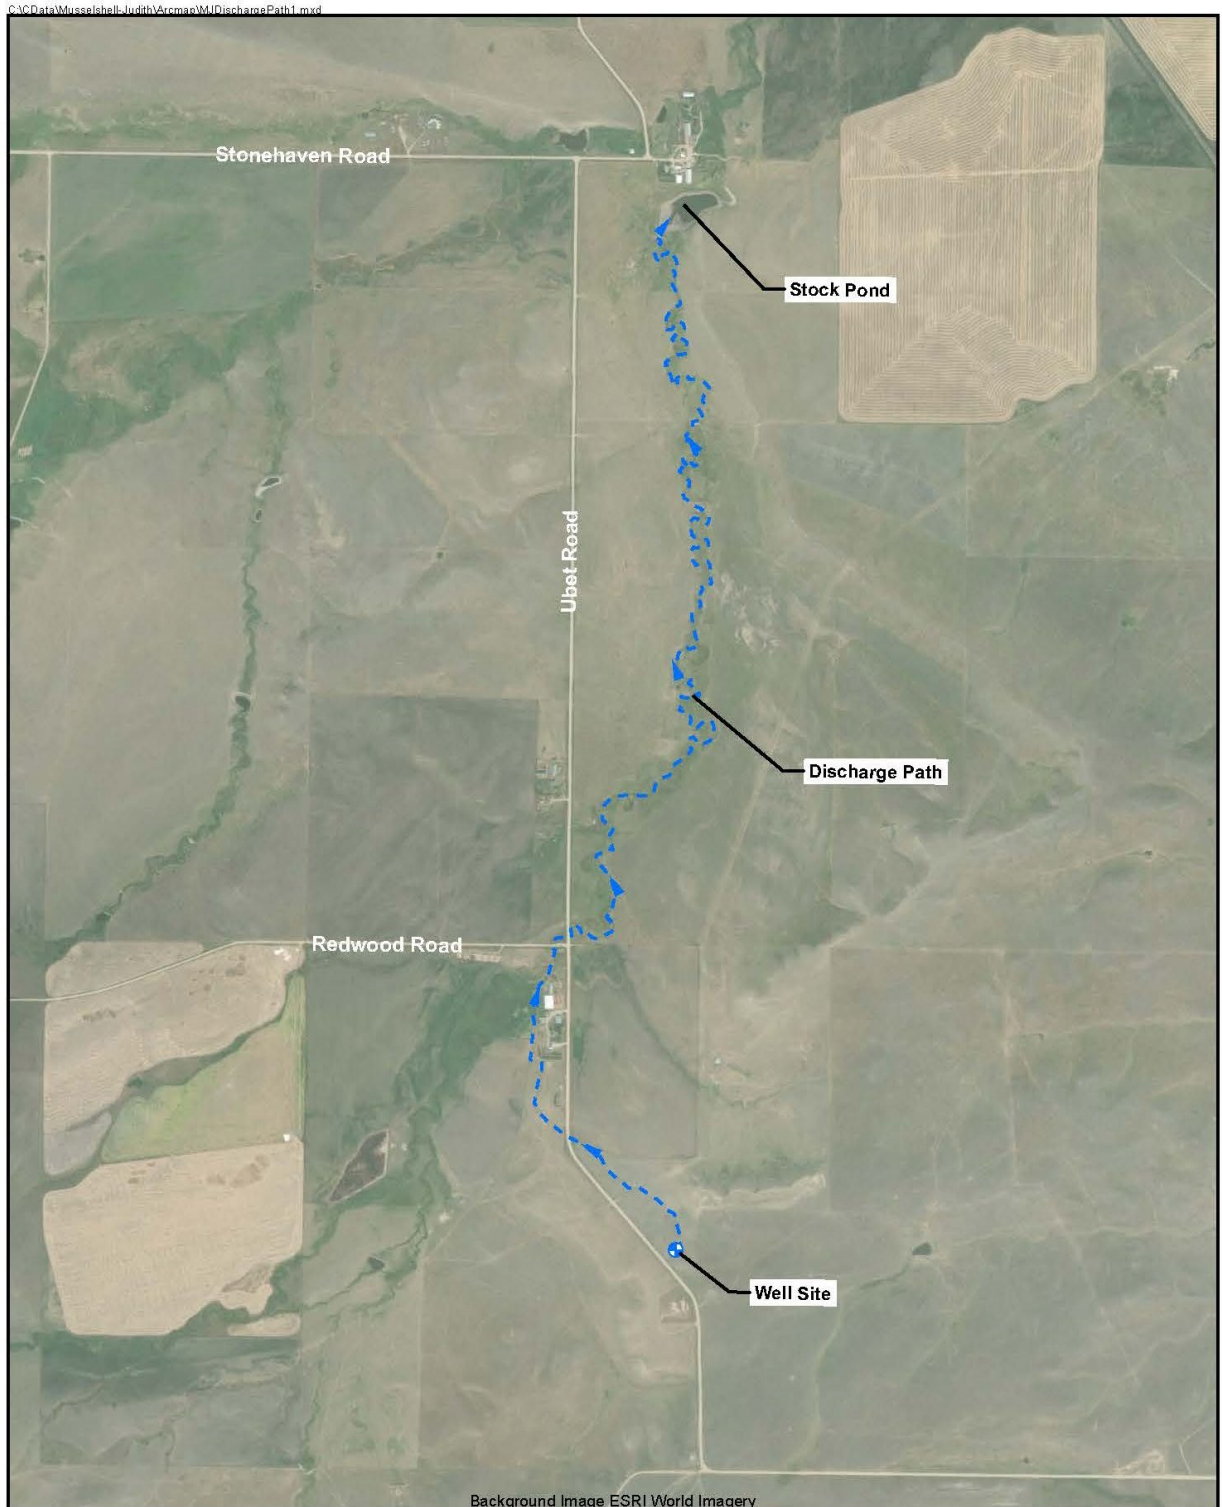 C:\CData\Musselshell-Judith\Arcmap\MJDischargePath1.mxd
Stonehaven Road
Stock Pond
Ubet Road
Discharge Path
Redwood Road
Well Site
Background Image ESRI World Imagery